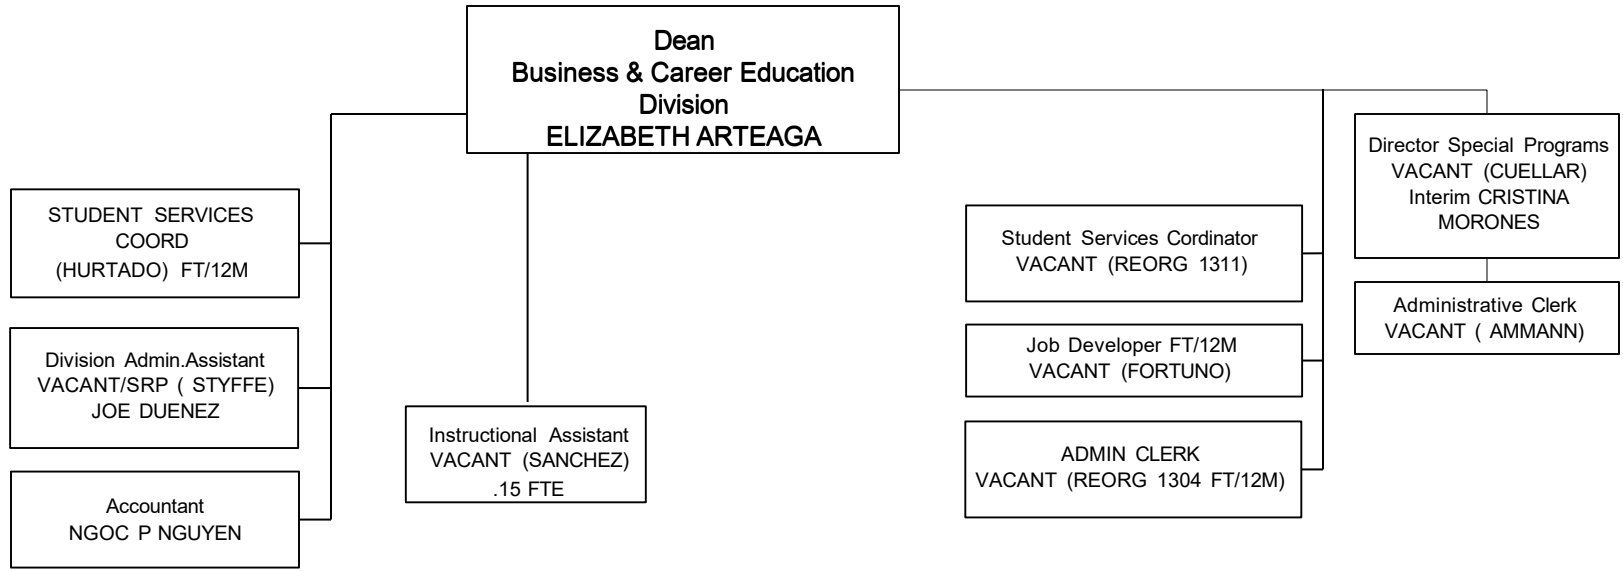 Dean
Business & Career Education
Division
ELIZABETH ARTEAGA
STUDENT SERVICES
COORD
(HURTADO) FT/12M
Division Admin.Assistant
VACANT/SRP ( STYFFE)
JOE DUENEZ
Accountant
NGOC P NGUYEN
Instructional Assistant
VACANT (SANCHEZ)
.15 FTE
Student Services Cordinator
VACANT (REORG 1311)
Job Developer FT/12M
VACANT (FORTUNO)
ADMIN CLERK
VACANT (REORG 1304 FT/12M)
Director Special Programs
VACANT (CUELLAR)
Interim CRISTINA
MORONES
Administrative Clerk
VACANT ( AMMANN)